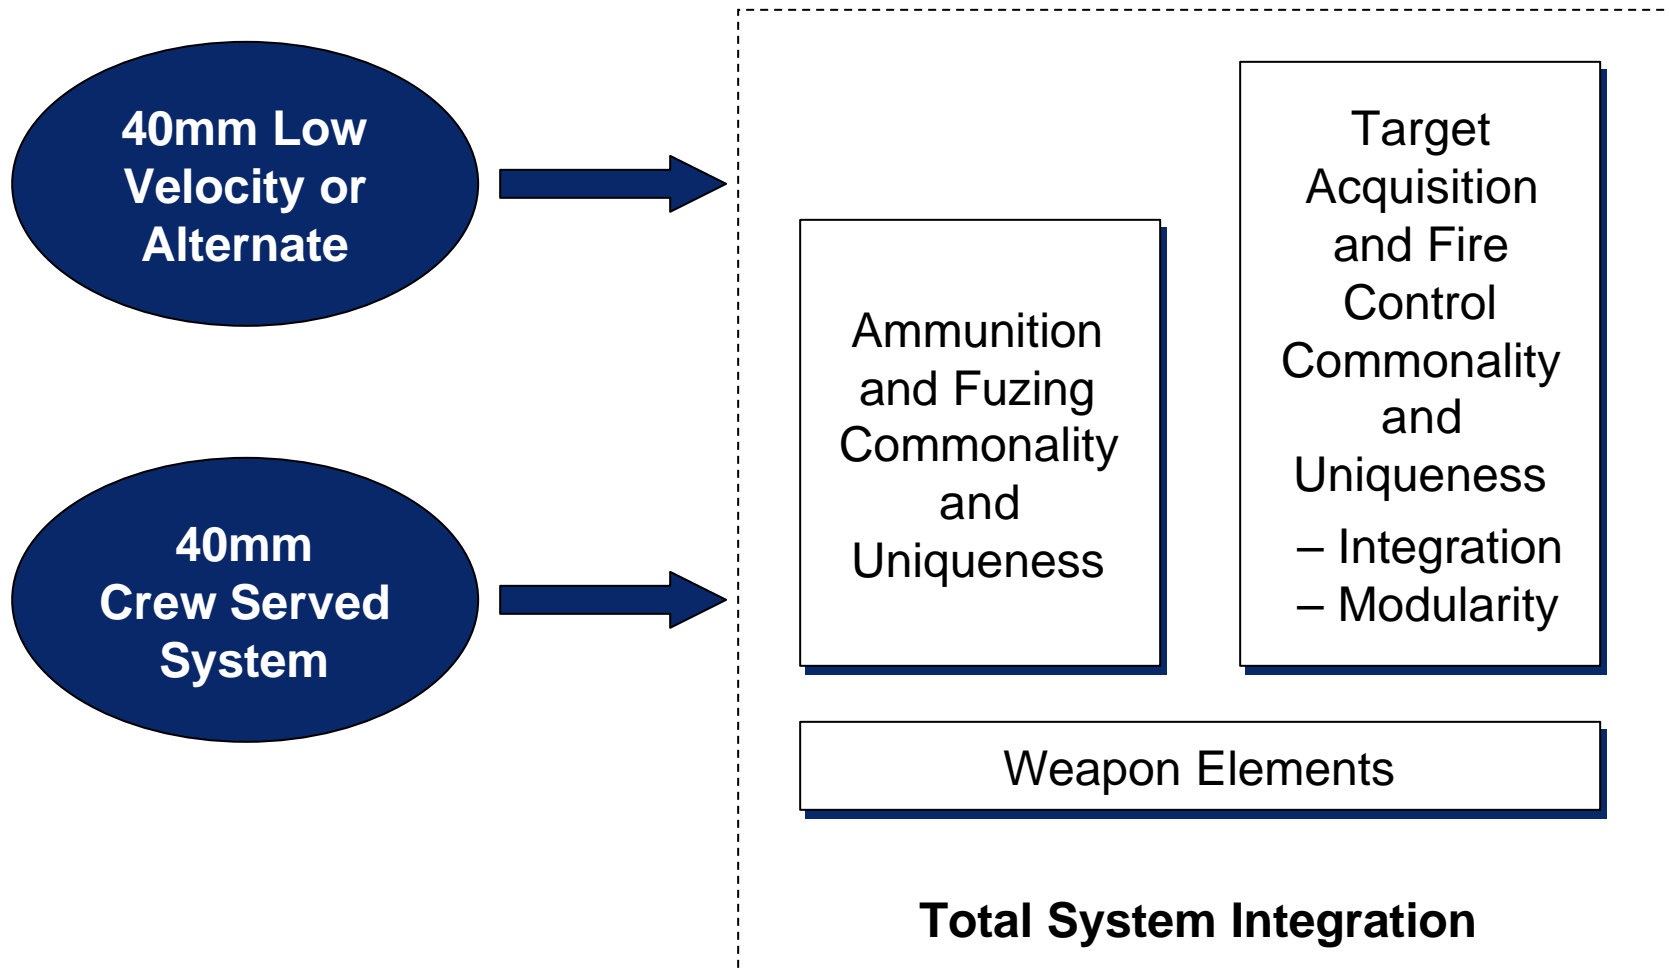 40mm Low
Velocity or
Alternate
40mm
Crew Served
System
Ammunition
and Fuzing
Commonality
and
Uniqueness
Target
Acquisition
and Fire
Control
Commonality
and
Uniqueness
– Integration
– Modularity
Weapon Elements
Total System Integration